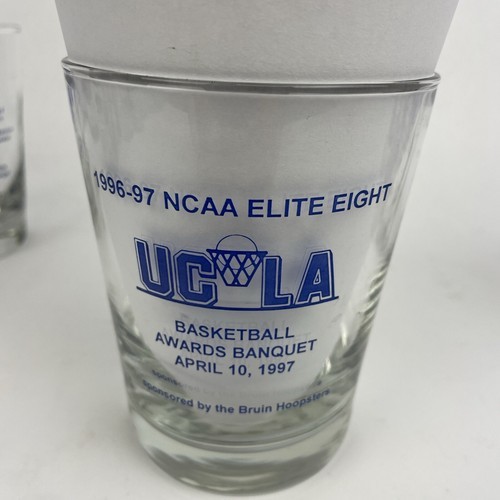 1996-97 NCAA ELITE EIGHT
UCLA
BASKETBALL
AWARDS BANQUET
APRIL 10, 1997
sponsored by the Bruin Hoopsters